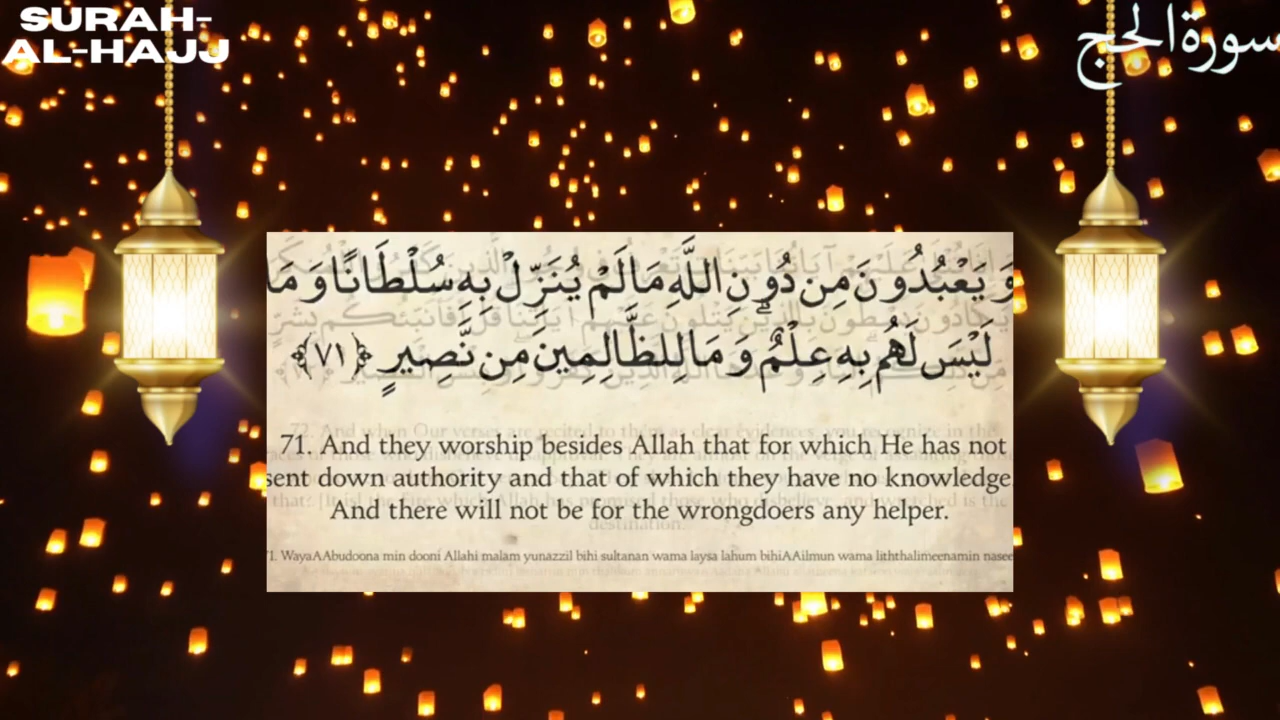 SURAH-
AL-HAJJ
سورة الحج
وَ يَعْبُدُونَ مِن دُونِ اللَّهِ مَا لَمْ يُنَزِّلْ بِهِ سُلْطَانًا وَ مَا
لَيْسَ لَهُم بِهِ عِلْمٌ وَ مَا لِلظَّالِمِينَ مِن نَّصِيرٍ ﴿٧١﴾
71. And they worship besides Allah that for which He has not
sent down authority and that of which they have no knowledge.
And there will not be for the wrongdoers any helper.
71. WayaAAbudoona min dooni Allahi malam yunazzil bihi sultanan wama laysa lahum bihiAAilmun wama liththalimeenamin